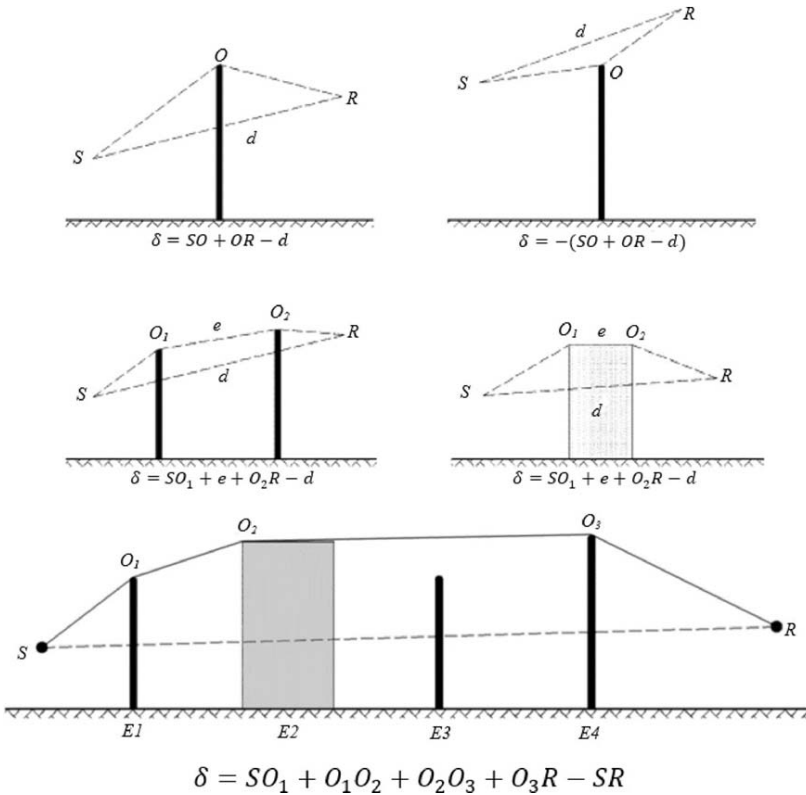 O
S
R
d
δ = SO + OR − d
R
d
S
O
δ = −(SO + OR − d)
O₁
e
O₂
R
d
S
δ = SO₁ + e + O₂R − d
O₁
e
O₂
S
R
d
δ = SO₁ + e + O₂R − d
O₁
O₂
O₃
S
R
E1
E2
E3
E4
δ = SO₁ + O₁O₂ + O₂O₃ + O₃R − SR